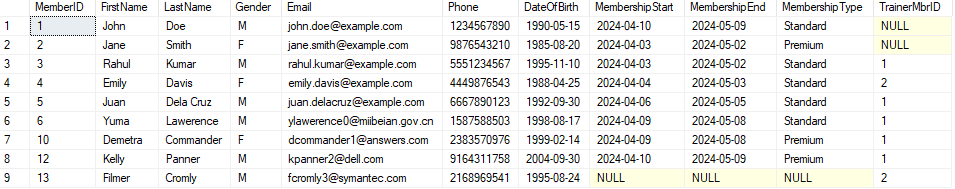 MemberID FirstName LastName Gender Email Phone DateOfBirth MembershipStart MembershipEnd MembershipType TrainerMbrID
1 1 John Doe M john.doe@example.com 1234567890 1990-05-15 2024-04-10 2024-05-09 Standard NULL
2 2 Jane Smith F jane.smith@example.com 9876543210 1985-08-20 2024-04-03 2024-05-02 Premium NULL
3 3 Rahul Kumar M rahul.kumar@example.com 5551234567 1995-11-10 2024-04-03 2024-05-02 Standard 1
4 4 Emily Davis F emily.davis@example.com 4449876543 1988-04-25 2024-04-04 2024-05-03 Standard 2
5 5 Juan Dela Cruz M juan.delacruz@example.com 6667890123 1992-09-30 2024-04-06 2024-05-05 Standard 1
6 6 Yuma Lawerence M ylawerence0@miibeian.gov.cn 1587588503 1998-08-17 2024-04-09 2024-05-08 Standard 1
7 10 Demetra Commander F dcommander1@answers.com 2383570976 1999-02-14 2024-04-09 2024-05-08 Premium 1
8 12 Kelly Panner M kpanner2@dell.com 9164311758 2004-09-30 2024-04-10 2024-05-09 Premium 1
9 13 Filmer Cromly M fcromly3@symantec.com 2168969541 1995-08-24 NULL NULL NULL 2